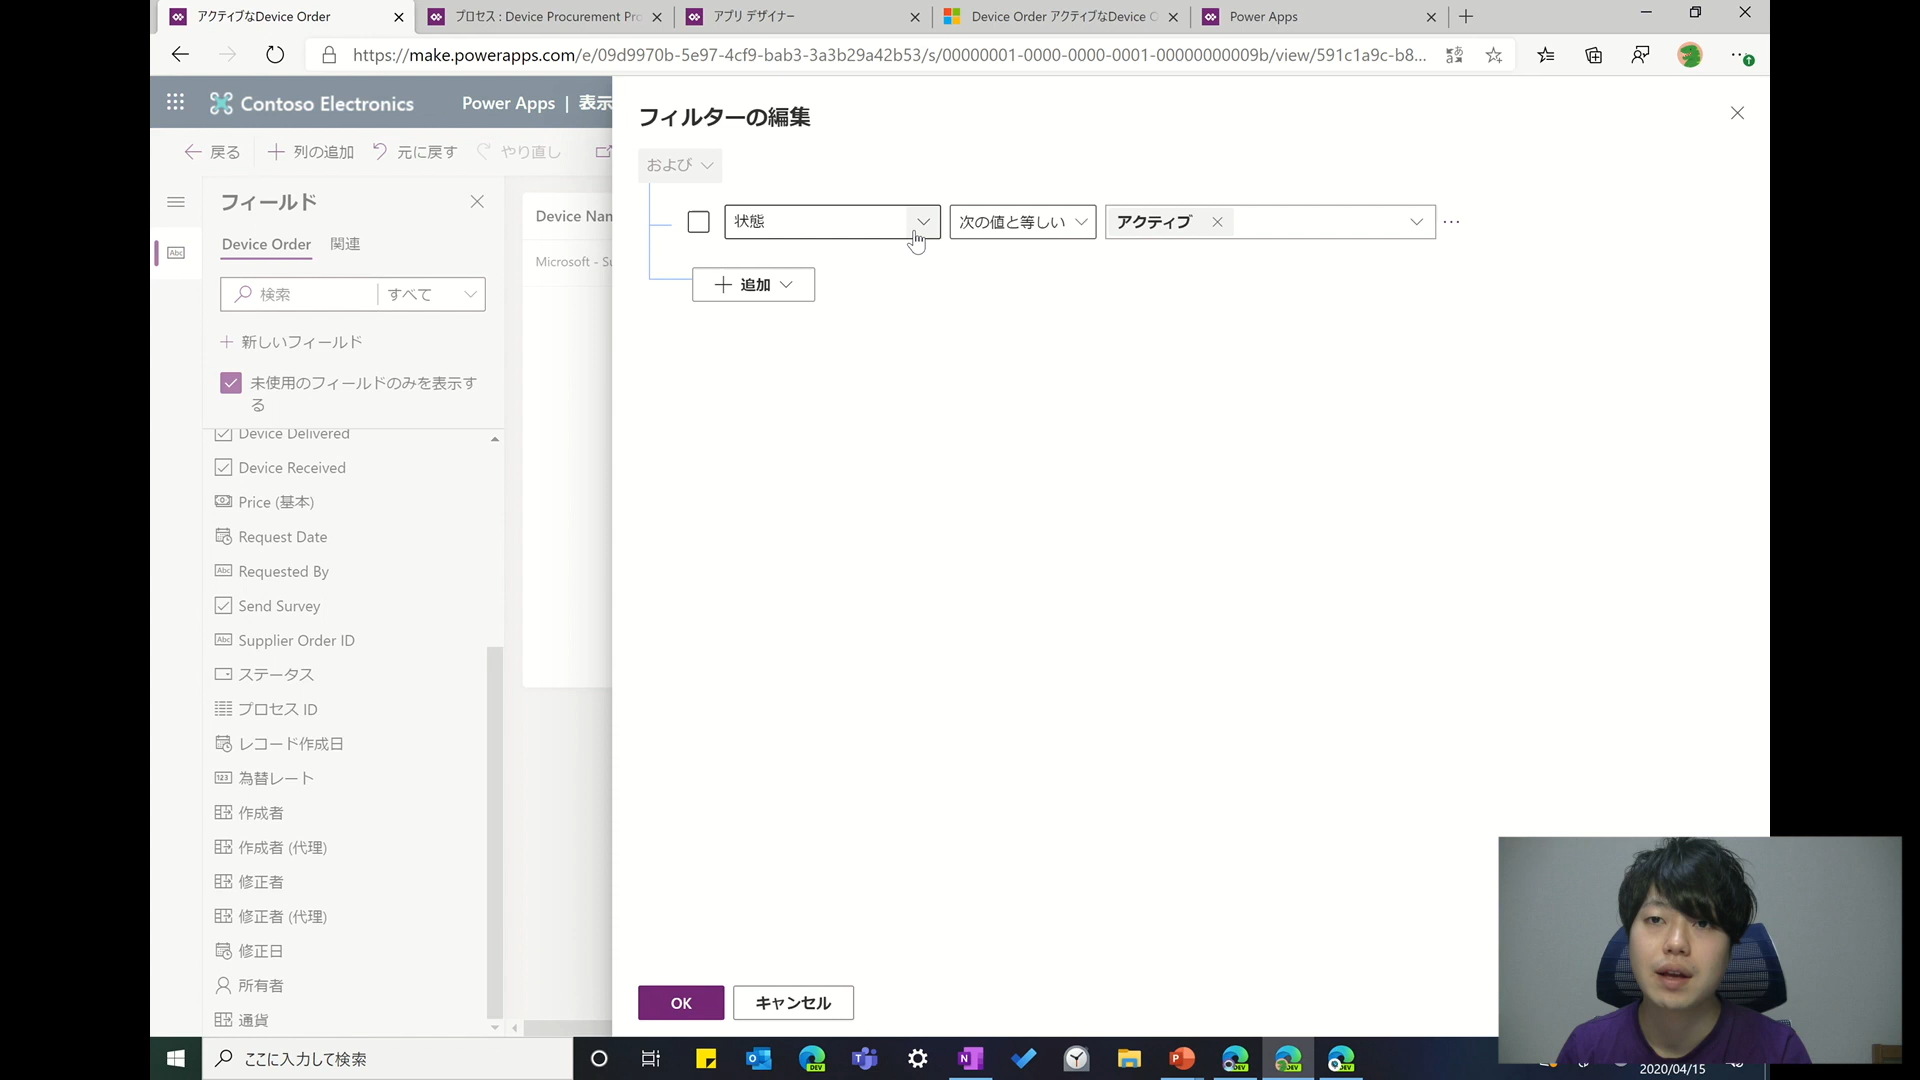 アクティブなDevice Order
プロセス : Device Procurement Pro
アプリ デザイナー
Device Order アクティブなDevice O
Power Apps
https://make.powerapps.com/e/09d9970b-5e97-4cf9-bab3-3a3b29a42b53/s/00000001-0000-0000-0001-00000000009b/view/591c1a9c-b8...
Contoso Electronics
Power Apps | 表示
戻る
列の追加
元に戻す
やり直し
フィールド
Device Order
関連
検索
すべて
新しいフィールド
未使用のフィールドのみを表示す
る
Device Delivered
Device Received
Price (基本)
Request Date
Requested By
Send Survey
Supplier Order ID
ステータス
プロセス ID
レコード作成日
為替レート
作成者
作成者 (代理)
修正者
修正者 (代理)
修正日
所有者
通貨
Device Nam
Microsoft - Su
フィルターの編集
および
状態
次の値と等しい
アクティブ
追加
OK
キャンセル
ここに入力して検索
2020/04/15